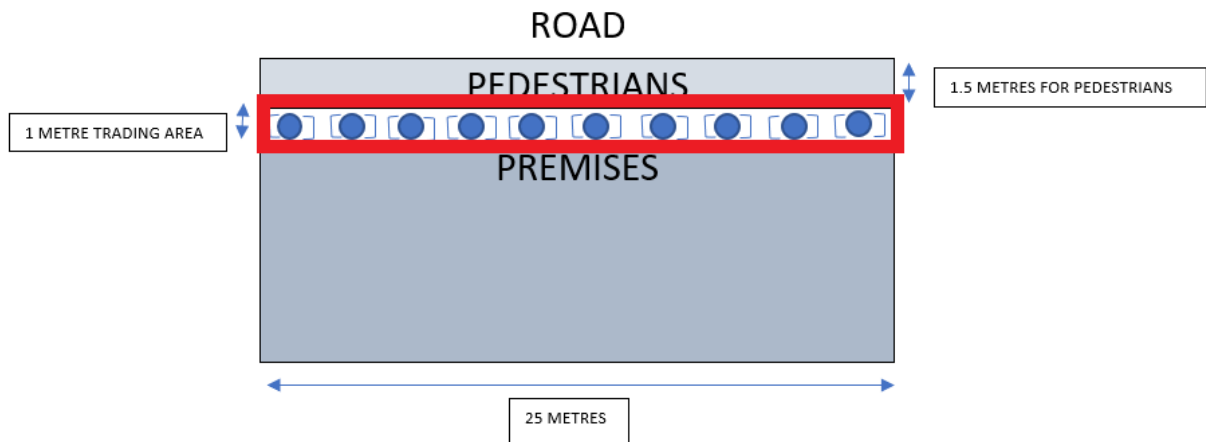 ROAD
PEDESTRIANS
1.5 METRES FOR PEDESTRIANS
1 METRE TRADING AREA
PREMISES
25 METRES